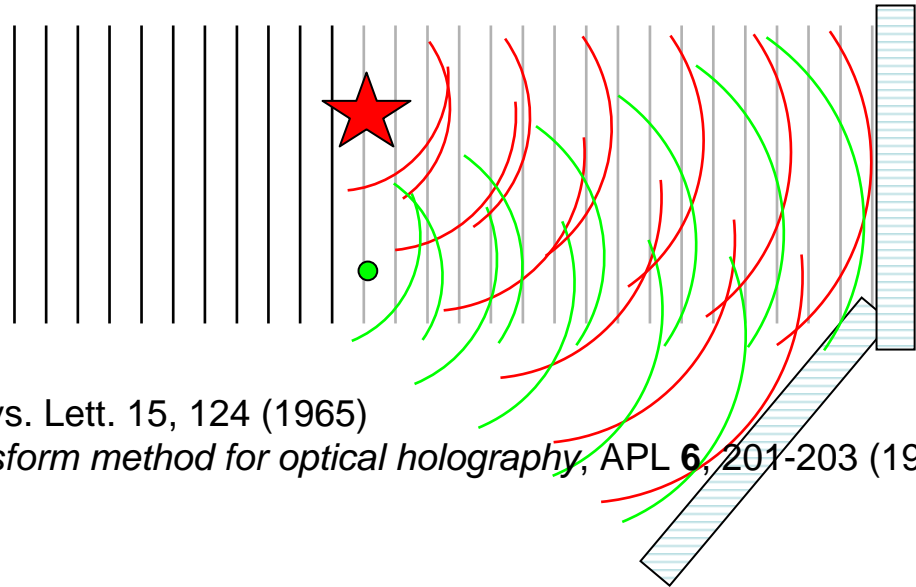 ys. Lett. 15, 124 (1965)
sform method for optical holography, APL 6, 201-203 (19